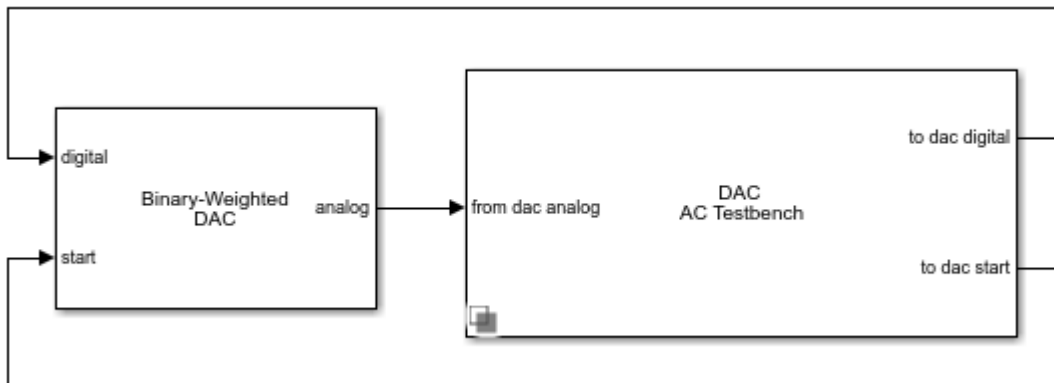 digital
Binary-Weighted
DAC
analog
start
from dac analog
DAC
AC Testbench
to dac digital
to dac start